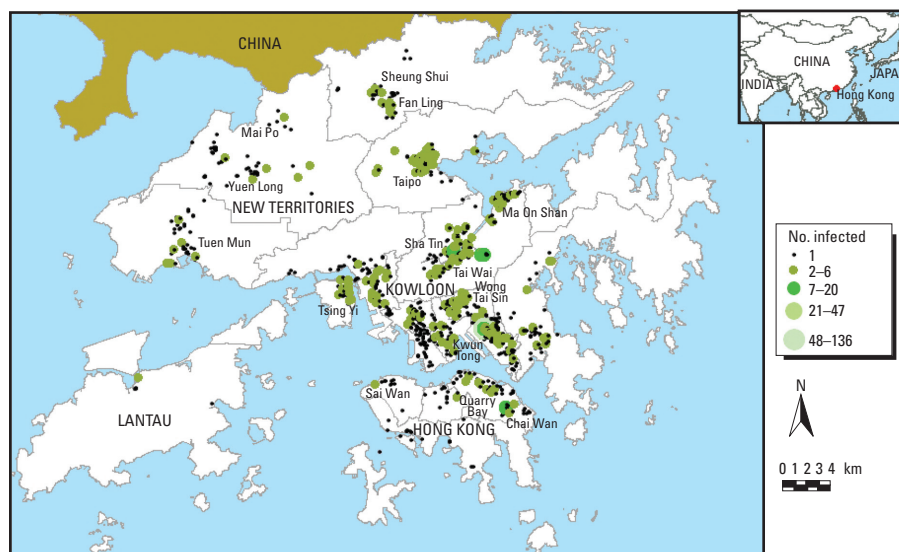 CHINA
Sheung Shui
Fan Ling
Mai Po
Yuen Long
Taipo
NEW TERRITORIES
Ma On Shan
Tuen Mun
Sha Tin
Tai Wai
KOWLOON
Wong
Tai Sin
Tsing Yi
Kwun
Tong
Sai Wan
Quarry
Bay
LANTAU
HONG KONG
Chai Wan
CHINA
JAPA
INDIA
Hong Kong
No. infected
1
2–6
7–20
21–47
48–136
N
0 1 2 3 4 km